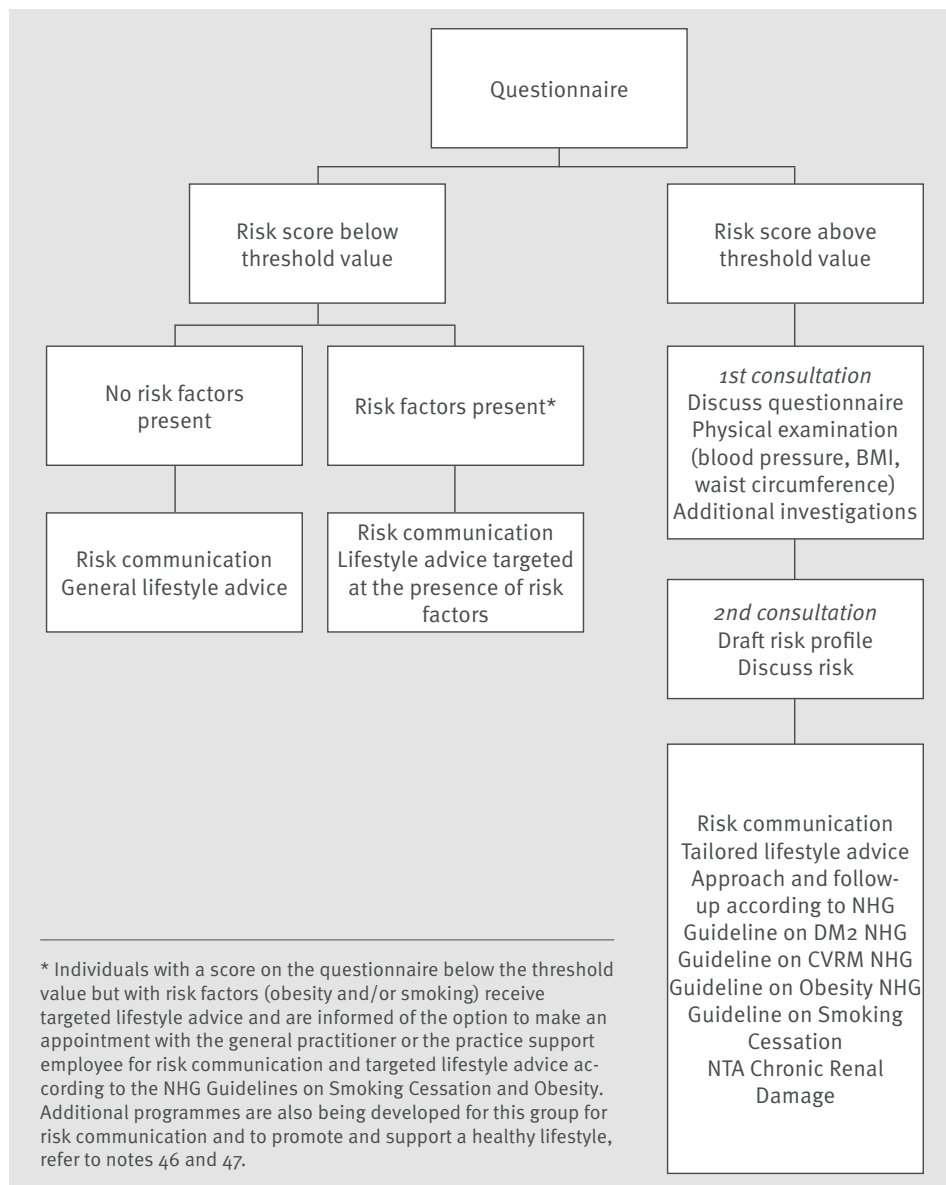 Questionnaire
Risk score below
threshold value
Risk score above
threshold value
No risk factors
present
Risk factors present*
1st consultation
Discuss questionnaire
Physical examination
(blood pressure, BMI,
waist circumference)
Additional investigations
Risk communication
General lifestyle advice
Risk communication
Lifestyle advice targeted
at the presence of risk
factors
2nd consultation
Draft risk profile
Discuss risk
Risk communication
Tailored lifestyle advice
Approach and follow-
up according to NHG
Guideline on DM2 NHG
Guideline on CVRM NHG
Guideline on Obesity NHG
Guideline on Smoking
Cessation
NTA Chronic Renal
Damage
* Individuals with a score on the questionnaire below the threshold
value but with risk factors (obesity and/or smoking) receive
targeted lifestyle advice and are informed of the option to make an
appointment with the general practitioner or the practice support
employee for risk communication and targeted lifestyle advice ac-
cording to the NHG Guidelines on Smoking Cessation and Obesity.
Additional programmes are also being developed for this group for
risk communication and to promote and support a healthy lifestyle,
refer to notes 46 and 47.